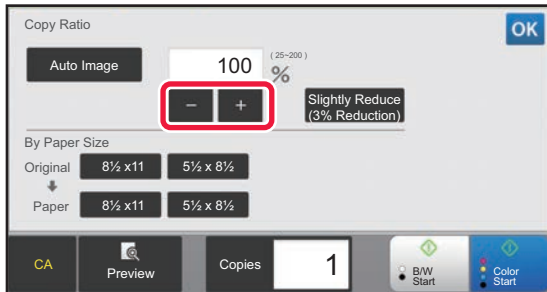 Copy Ratio
OK
Auto Image
100
(25~200)
%
− +
Slightly Reduce
(3% Reduction)
By Paper Size
Original 8½ x11 5½ x 8½
Paper 8½ x11 5½ x 8½
CA
Preview
Copies 1
B/W
Start
Color
Start